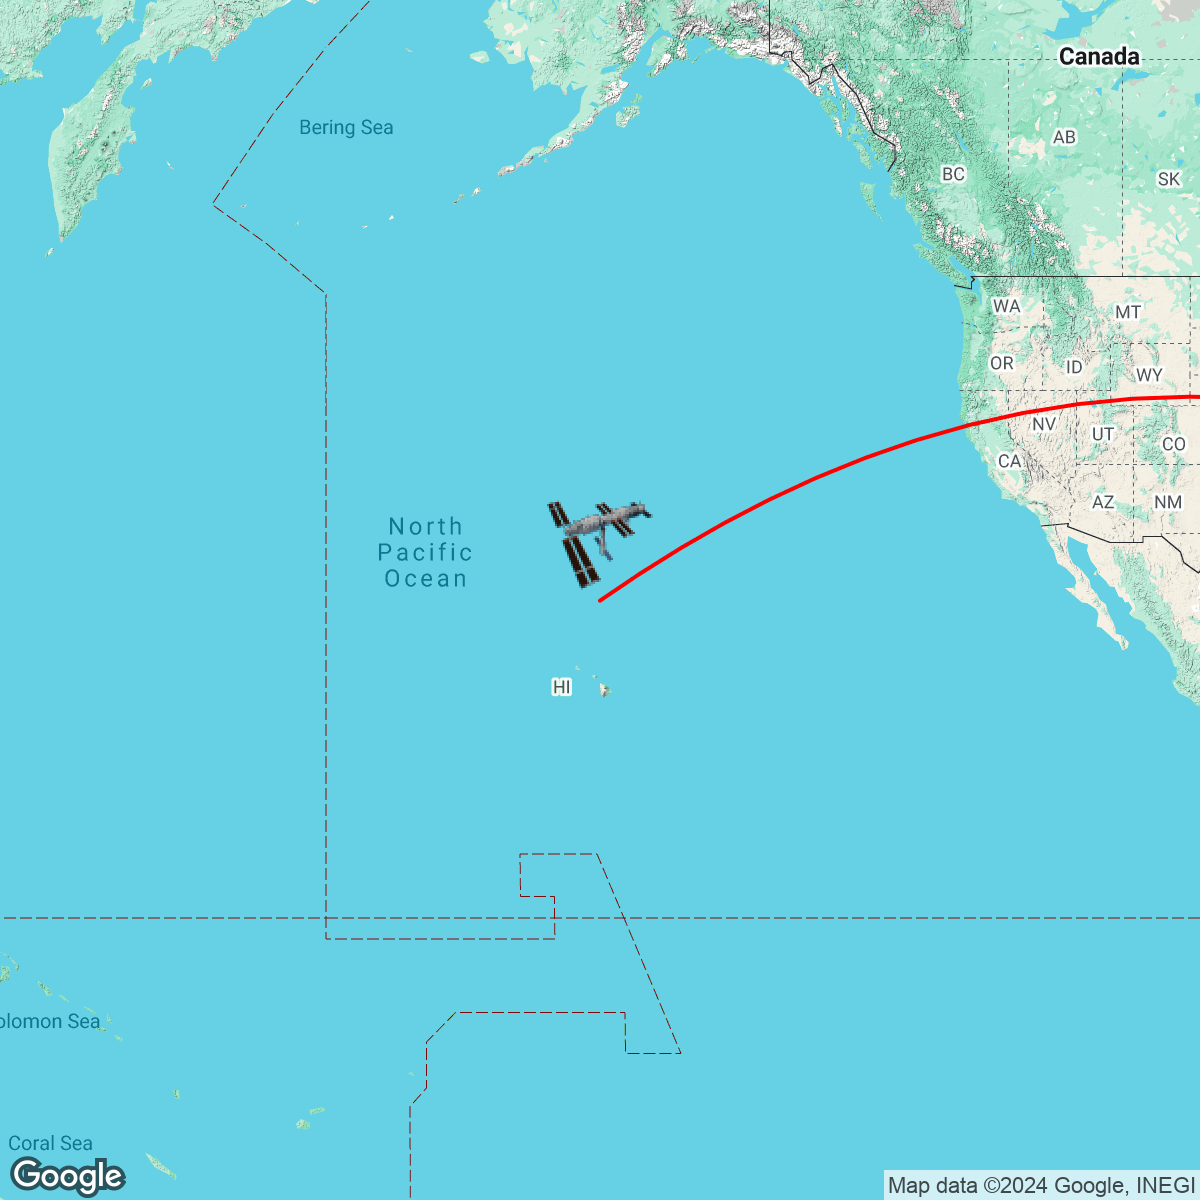 Canada
Bering Sea
AB
BC
SK
WA
MT
OR
ID
WY
NV
UT
CO
CA
AZ
NM
North
Pacific
Ocean
HI
olomon Sea
Coral Sea
Google
Map data ©2024 Google, INEGI